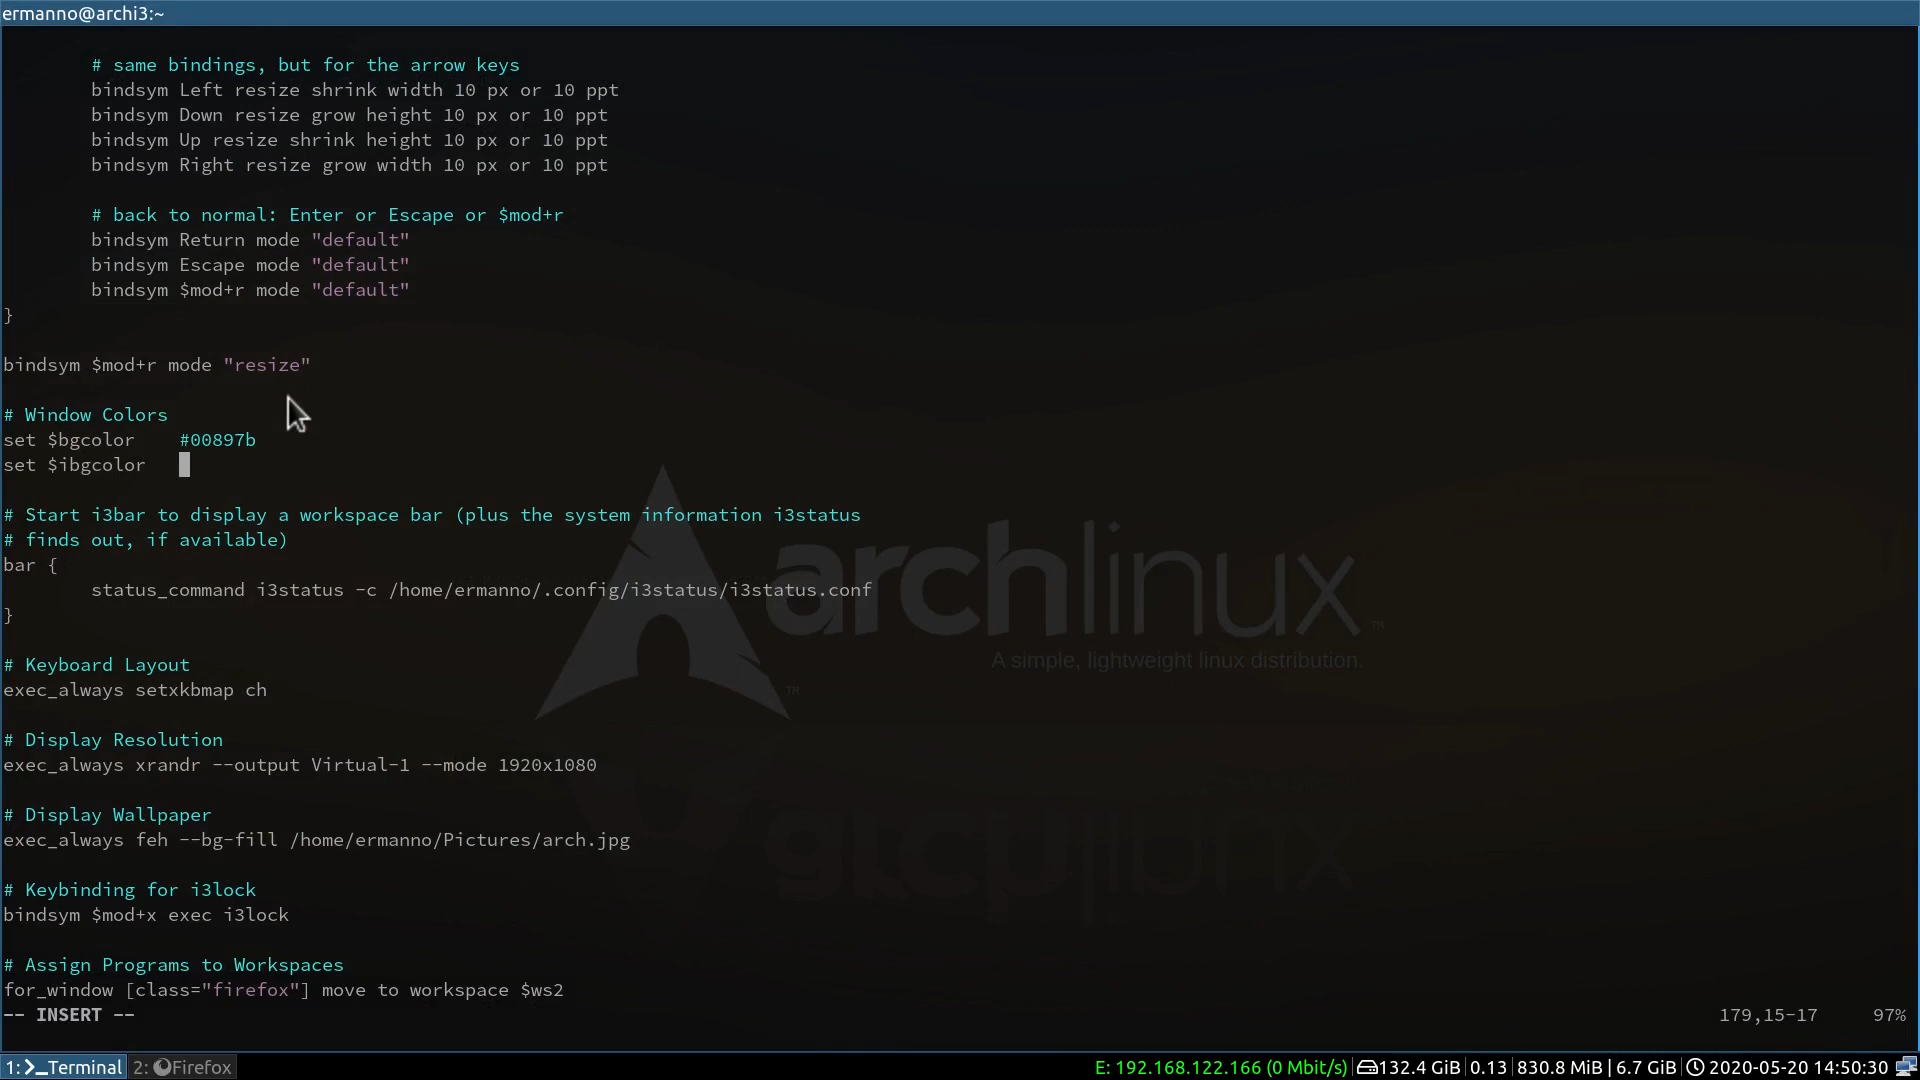 ermanno@archi3:~
# same bindings, but for the arrow keys
bindsym Left resize shrink width 10 px or 10 ppt
bindsym Down resize grow height 10 px or 10 ppt
bindsym Up resize shrink height 10 px or 10 ppt
bindsym Right resize grow width 10 px or 10 ppt
# back to normal: Enter or Escape or $mod+r
bindsym Return mode "default"
bindsym Escape mode "default"
bindsym $mod+r mode "default"
}
bindsym $mod+r mode "resize"
# Window Colors
set $bgcolor    #00897b
set $ibgcolor
# Start i3bar to display a workspace bar (plus the system information i3status
# finds out, if available)
bar {
status_command i3status -c /home/ermanno/.config/i3status/i3status.conf
}
archlinux™
A simple, lightweight linux distribution.
™
# Keyboard Layout
exec_always setxkbmap ch
# Display Resolution
exec_always xrandr --output Virtual-1 --mode 1920x1080
# Display Wallpaper
exec_always feh --bg-fill /home/ermanno/Pictures/arch.jpg
# Keybinding for i3lock
bindsym $mod+x exec i3lock
# Assign Programs to Workspaces
for_window [class="firefox"] move to workspace $ws2
-- INSERT --    179,15-17    97%
1: Terminal 2: Firefox E: 192.168.122.166 (0 Mbit/s)| 132.4 GiB|0.13|830.8 MiB | 6.7 GiB| 2020-05-20 14:50:30